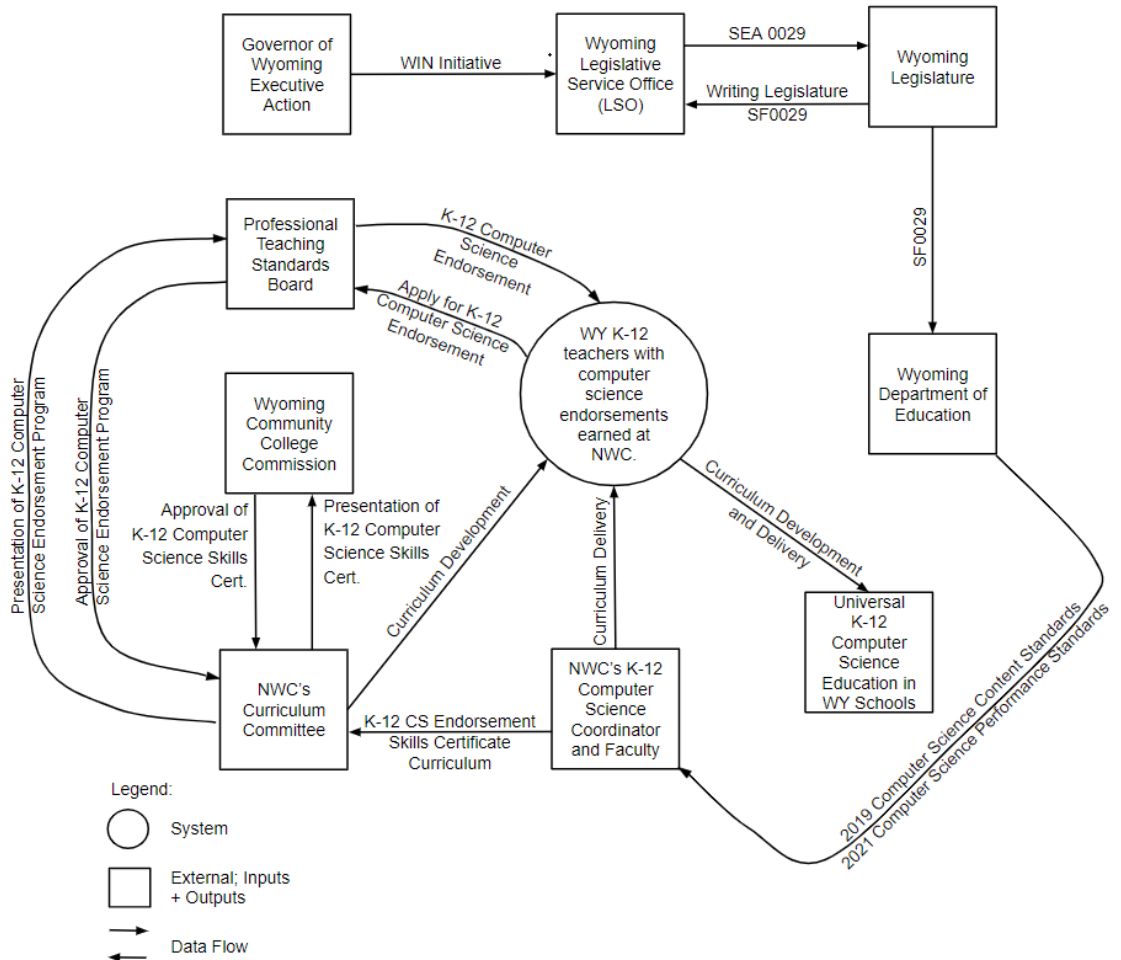 Governor of
Wyoming
Executive
Action
WIN Initiative
Wyoming
Legislative
Service Office
(LSO)
SEA 0029
Writing Legislature
SF0029
Wyoming
Legislature
SF0029
Professional
Teaching
Standards
Board
K-12 Computer
Science
Endorsement
Apply for K-12
Computer Science
Endorsement
WY K-12
teachers with
computer
science
endorsements
earned at
NWC.
Wyoming
Department of
Education
Wyoming
Community
College
Commission
Presentation of K-12 Computer
Science Endorsement Program
Approval of K-12 Computer
Science Endorsement Program
Approval of
K-12 Computer
Science Skills
Cert.
Presentation of
K-12 Computer
Science Skills
Cert.
Curriculum Development
Curriculum Delivery
Curriculum Development
and Delivery
Universal
K-12
Computer
Science
Education in
WY Schools
NWC's
Curriculum
Committee
K-12 CS Endorsement
Skills Certificate
Curriculum
NWC's K-12
Computer
Science
Coordinator
and Faculty
2019 Computer Science Content Standards
2021 Computer Science Performance Standards
Legend:
System
External; Inputs
+ Outputs
Data Flow